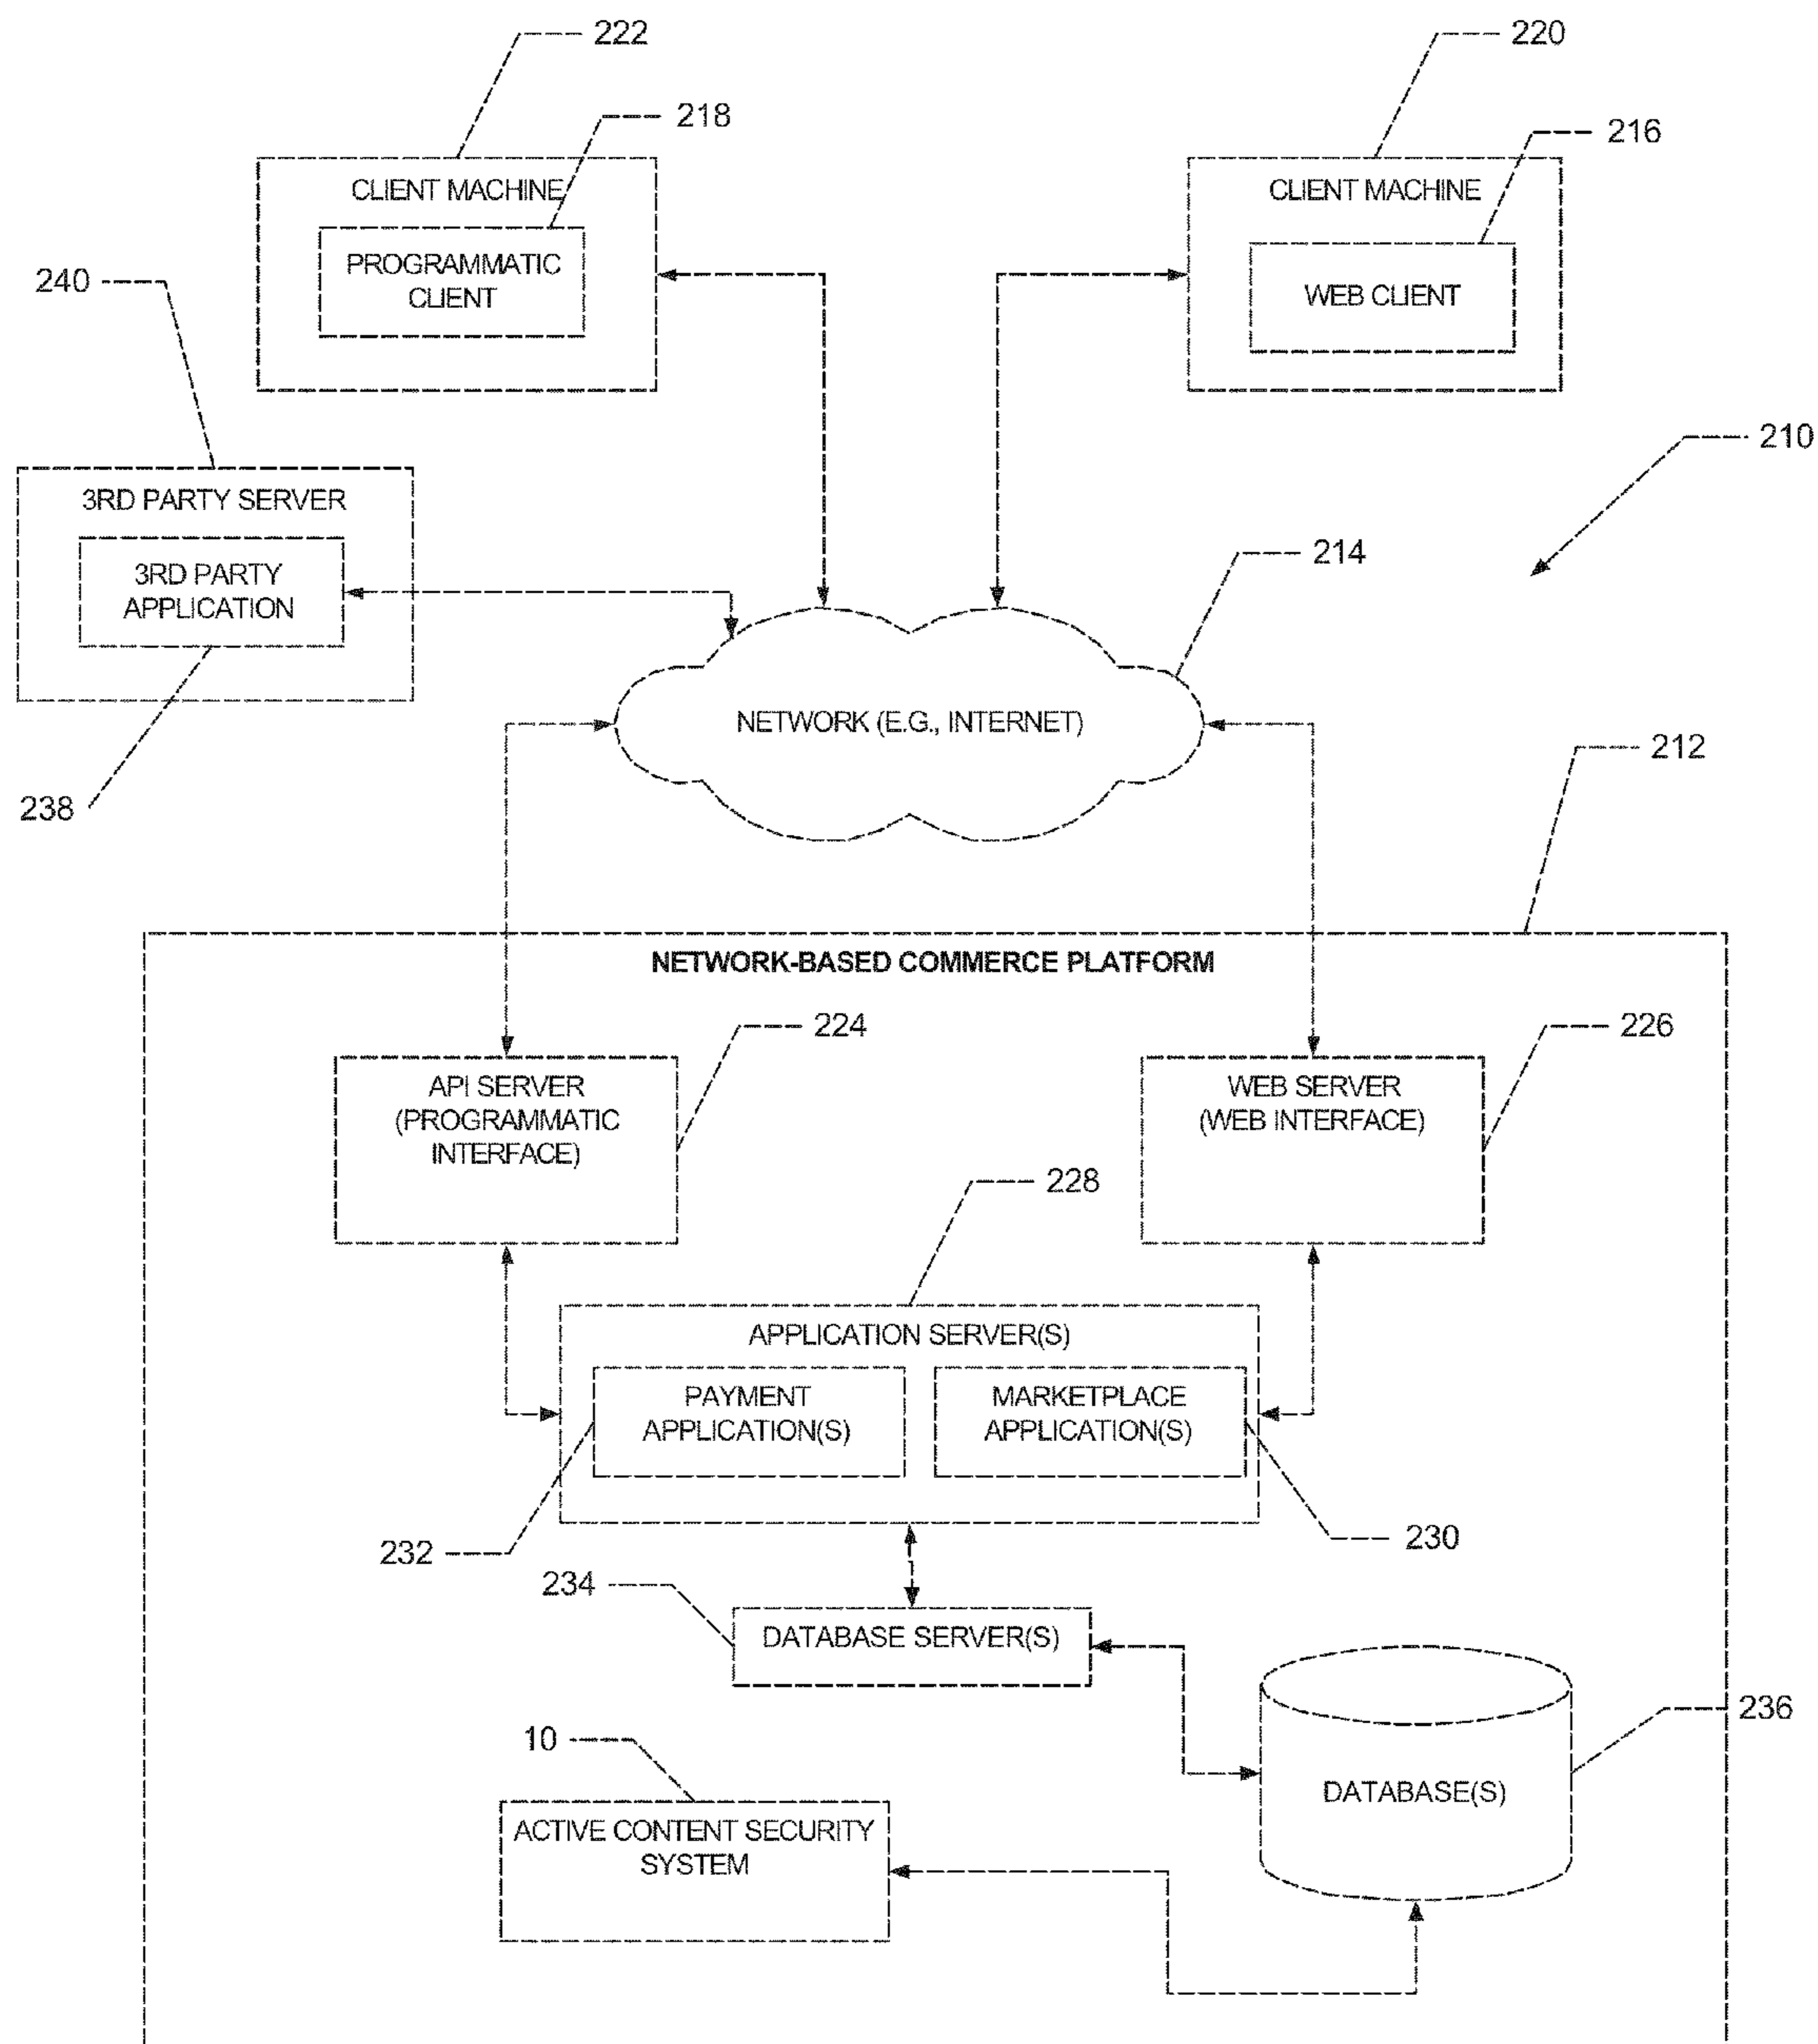 222
220
218
216
CLIENT MACHINE
CLIENT MACHINE
PROGRAMMATIC
CLIENT
WEB CLIENT
240
210
3RD PARTY SERVER
214
3RD PARTY
APPLICATION
NETWORK (E.G., INTERNET)
212
238
NETWORK-BASED COMMERCE PLATFORM
224
226
API SERVER
(PROGRAMMATIC
INTERFACE)
WEB SERVER
(WEB INTERFACE)
228
APPLICATION SERVER(S)
PAYMENT
APPLICATION(S)
MARKETPLACE
APPLICATION(S)
232
230
234
DATABASE SERVER(S)
236
10
DATABASE(S)
ACTIVE CONTENT SECURITY
SYSTEM